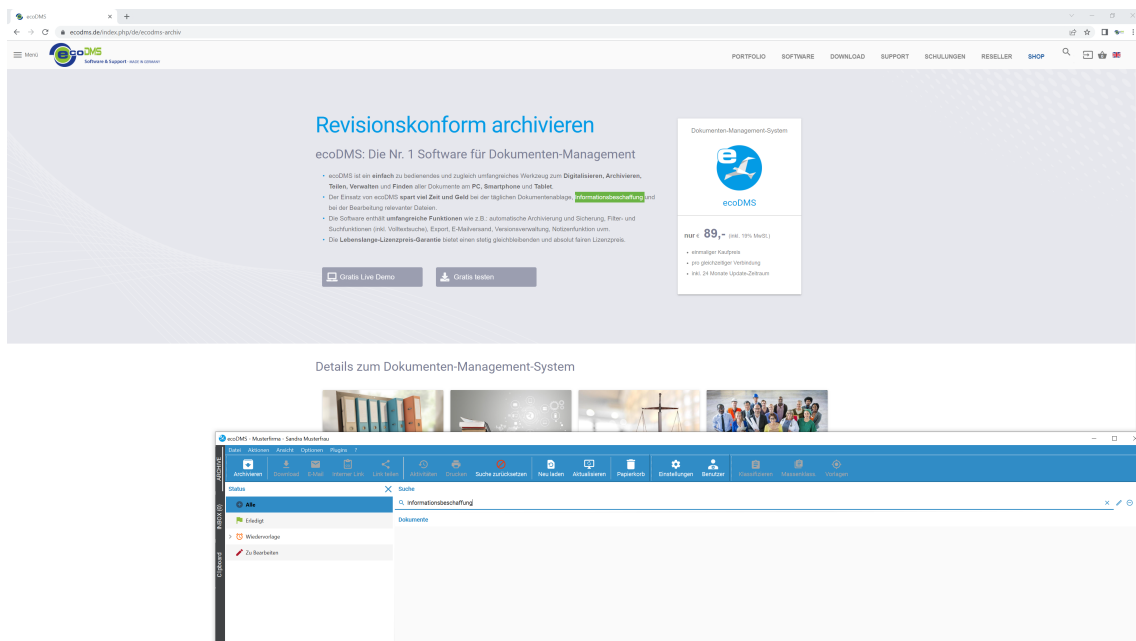 ecoDMS
ecodms.de/index.php/de/ecodms-archiv
Menü
ecoDMS
Software & Support - MADE IN GERMANY
PORTFOLIO SOFTWARE DOWNLOAD SUPPORT SCHULUNGEN RESELLER SHOP
Revisionskonform archivieren
ecoDMS: Die Nr. 1 Software für Dokumenten-Management
• ecoDMS ist ein einfach zu bedienendes und zugleich umfangreiches Werkzeug zum Digitalisieren, Archivieren,
Teilen, Verwalten und Finden aller Dokumente am PC, Smartphone und Tablet.
• Der Einsatz von ecoDMS spart viel Zeit und Geld bei der täglichen Dokumentenablage, Informationsbeschaffung und
bei der Bearbeitung relevanter Dateien.
• Die Software enthält umfangreiche Funktionen wie z.B.: automatische Archivierung und Sicherung, Filter- und
Suchfunktionen (inkl. Volltextsuche), Export, E-Mailversand, Versionsverwaltung, Notizenfunktion uvm.
• Die Lebenslange-Lizenzpreis-Garantie bietet einen stetig gleichbleibenden und absolut fairen Lizenzpreis.
Gratis Live Demo
Gratis testen
Dokumenten-Management-System
ecoDMS
nur € 89,- (inkl. 19% MwSt.)
• einmaliger Kaufpreis
• pro gleichzeitiger Verbindung
• inkl. 24 Monate Update-Zeitraum
Details zum Dokumenten-Management-System
ecoDMS - Musterfirma - Sandra Musterfrau
Datei Aktionen Ansicht Optionen Plugins ?
Archivieren Download E-Mail Interner Link Link teilen Aktivitäten Drucken Suche zurücksetzen Neu laden Aktualisieren Papierkorb Einstellungen Benutzer Klassifizieren Massenklass. Vorlagen
ARCHIVE
INBOX (0)
Clipboard
Status
Alle
Erledigt
Wiedervorlage
Zu Bearbeiten
Suche
Informationsbeschaffung
Dokumente